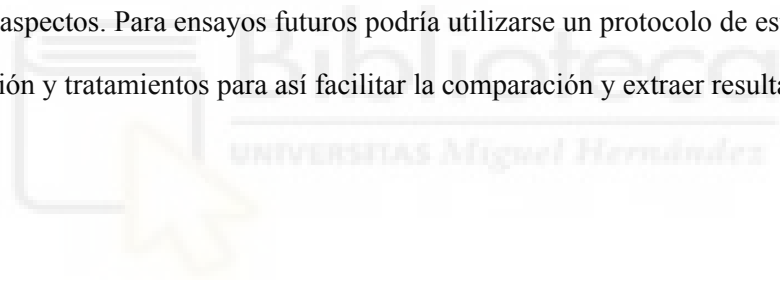 aspectos. Para ensayos futuros podría utilizarse un protocolo de es
ión y tratamientos para así facilitar la comparación y extraer result
Biblioteca
UNIVERSITAS Miguel Hernández